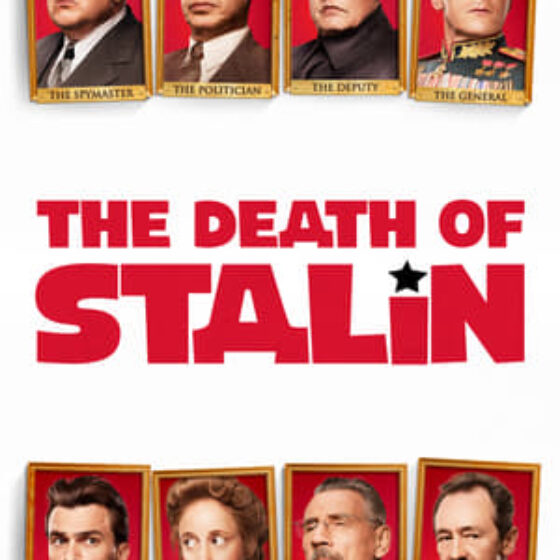 THE SPYMASTER
THE POLITICIAN
THE DEPUTY
THE GENERAL
THE DEATH OF
STALiN